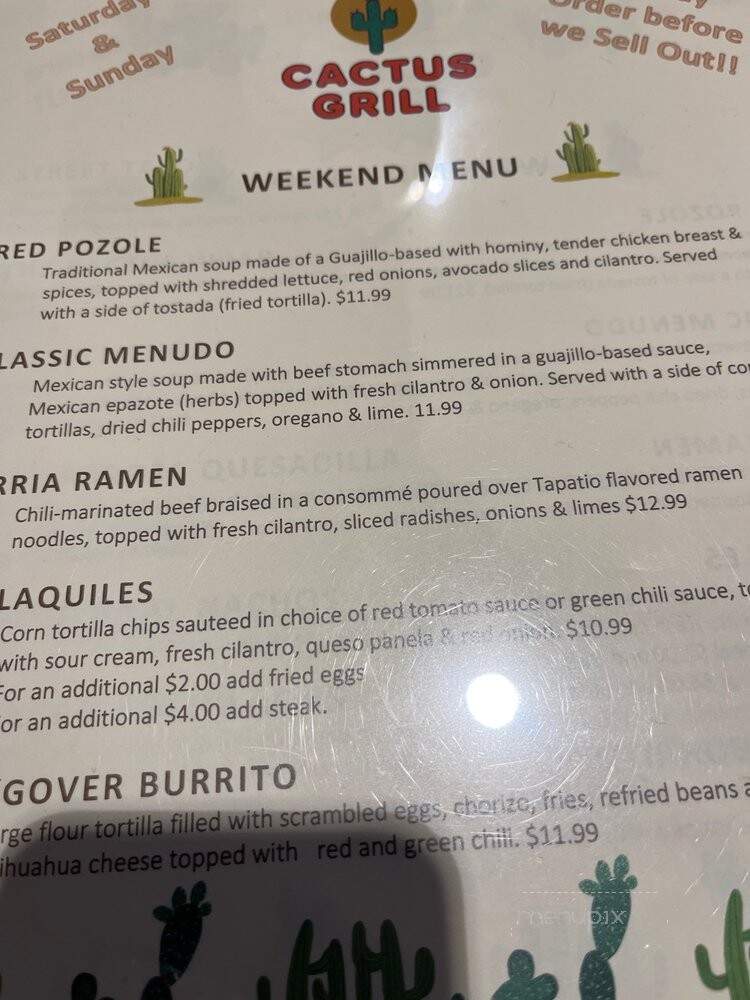 Saturday
&
Sunday
Order before
we Sell Out!!
CACTUS
GRILL
WEEKEND MENU
RED POZOLE
Traditional Mexican soup made of a Guajillo-based with hominy, tender chicken breast &
spices, topped with shredded lettuce, red onions, avocado slices and cilantro. Served
with a side of tostada (fried tortilla). $11.99
LASSIC MENUDO
Mexican style soup made with beef stomach simmered in a guajillo-based sauce,
Mexican epazote (herbs) topped with fresh cilantro & onion. Served with a side of co
tortillas, dried chili peppers, oregano & lime. 11.99
RRIA RAMEN
Chili-marinated beef braised in a consommé poured over Tapatio flavored ramen
noodles, topped with fresh cilantro, sliced radishes, onions & limes $12.99
LAQUILES
Corn tortilla chips sauteed in choice of red tomato sauce or green chili sauce, to
with sour cream, fresh cilantro, queso panela & red onion. $10.99
For an additional $2.00 add fried eggs
or an additional $4.00 add steak.
GOVER BURRITO
rge flour tortilla filled with scrambled eggs, chorizo, fries, refried beans a
ihuahua cheese topped with red and green chili. $11.99
menupix